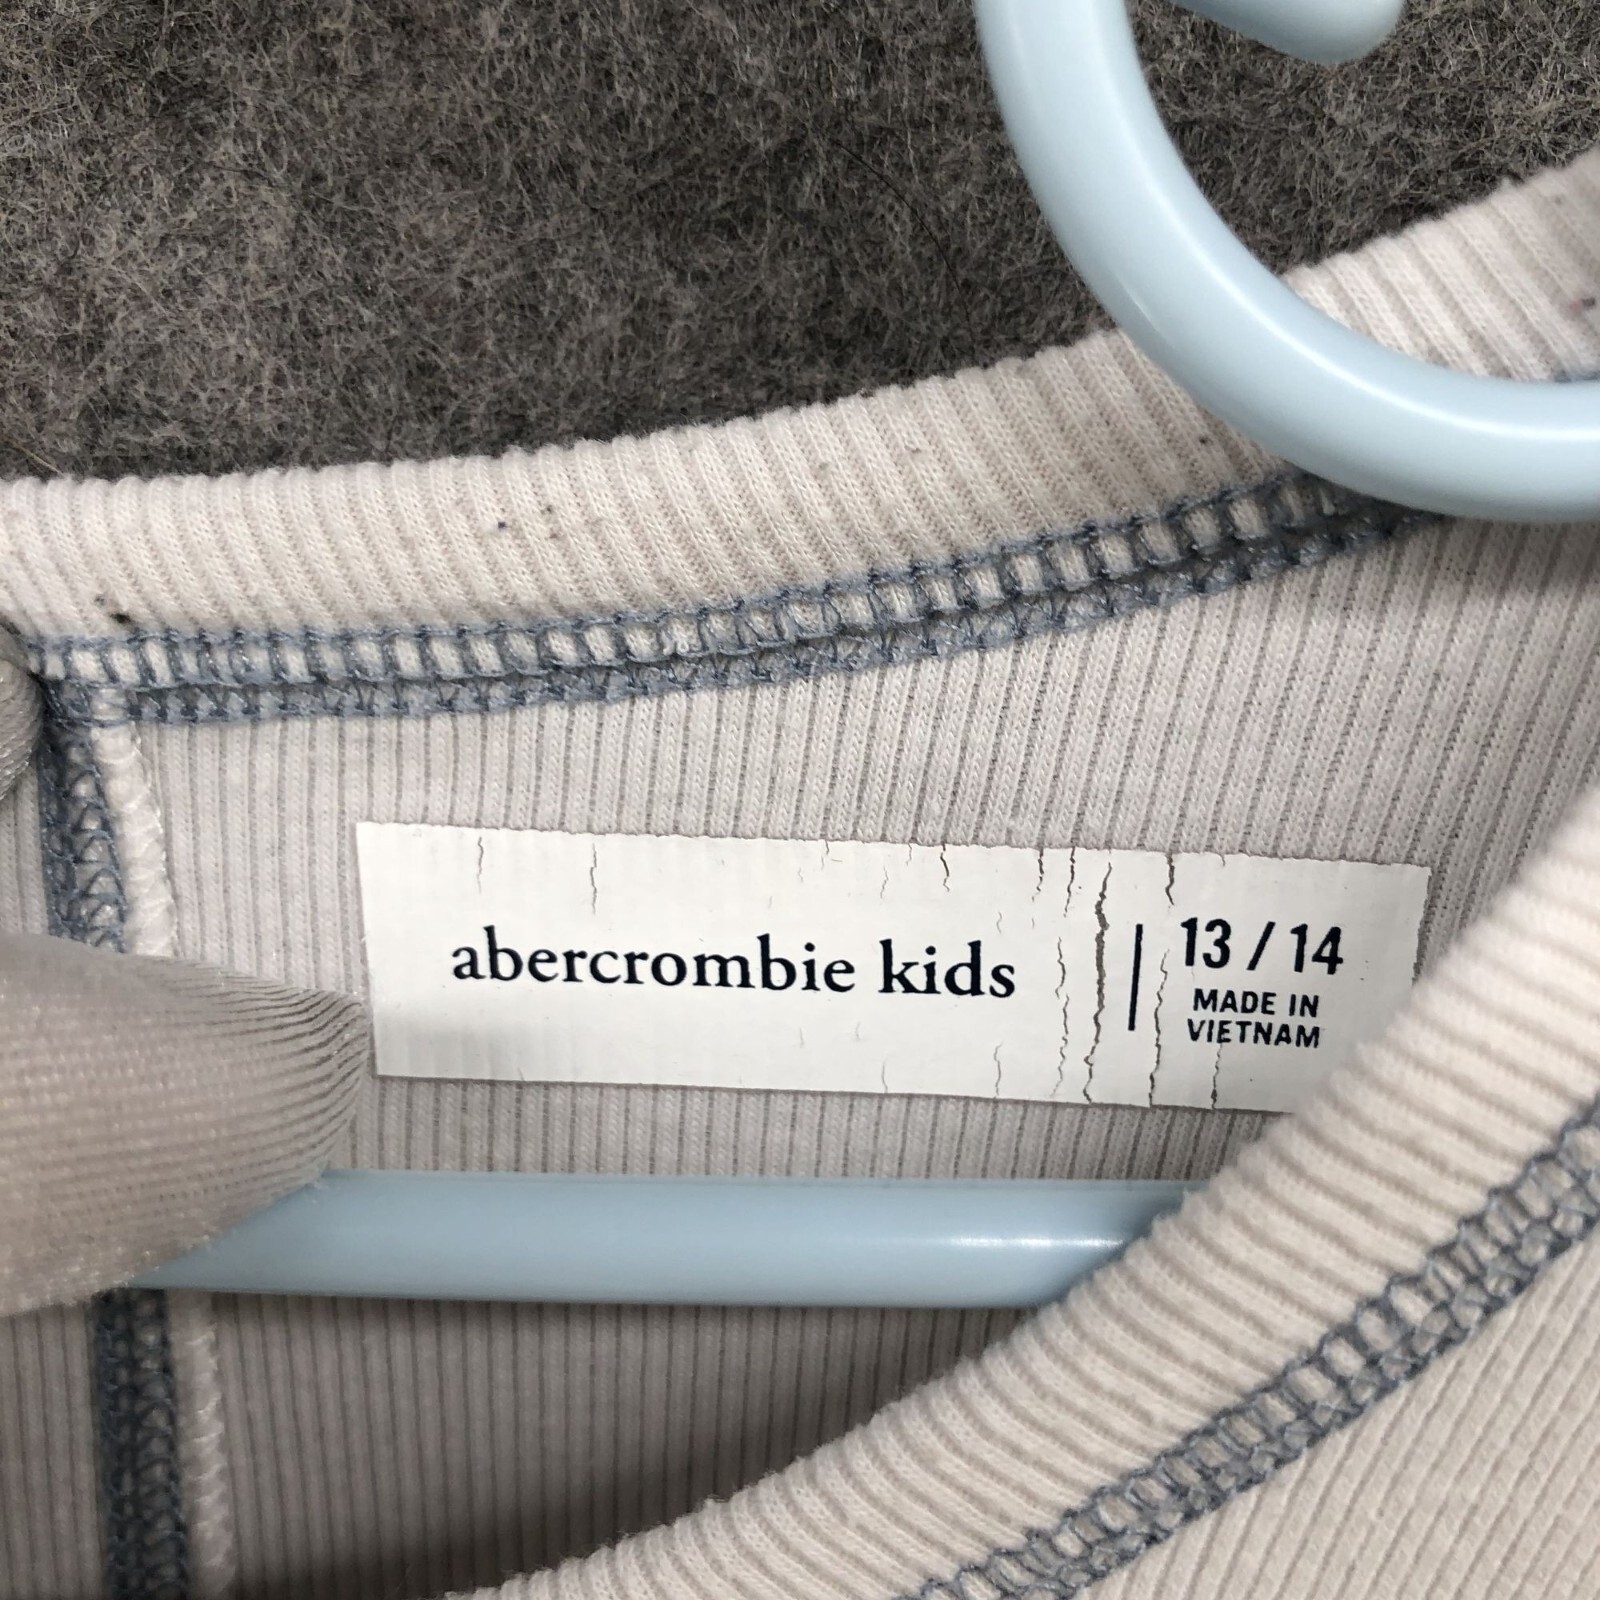 abercrombie kids | 13 / 14
MADE IN
VIETNAM